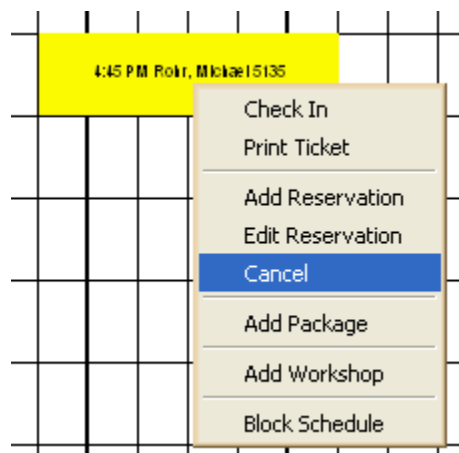 4:45 PM Rohr, Michael 5135
Check In
Print Ticket
Add Reservation
Edit Reservation
Cancel
Add Package
Add Workshop
Block Schedule